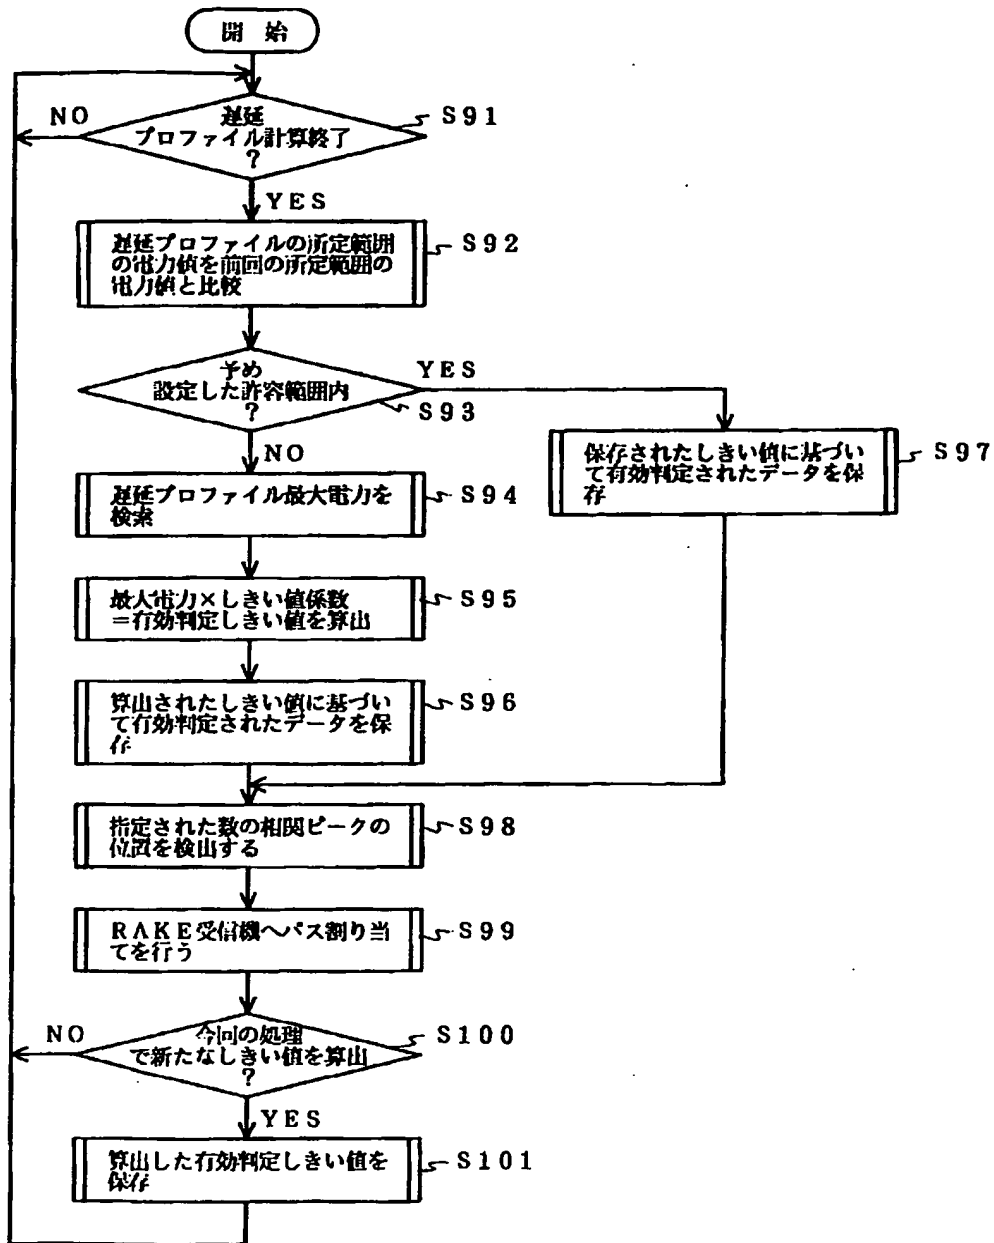 開 始
遅延
プロファイル計算終了
?
NO
S91
YES
遅延プロファイルの所定範囲
の電力値を前回の所定範囲の
電力値と比較
S92
予め
設定した許容範囲内
?
YES
S93
NO
遅延プロファイル最大電力を
検索
S94
保存されたしきい値に基づい
て有効判定されたデータを保
存
S97
最大電力×しきい値係数
=有効判定しきい値を算出
S95
算出されたしきい値に基づい
て有効判定されたデータを保
存
S96
指定された数の相関ピークの
位置を検出する
S98
RAKE受信機へパス割り当
てを行う
S99
今回の処理
で新たなしきい値を算出
?
NO
S100
YES
算出した有効判定しきい値を
保存
S101